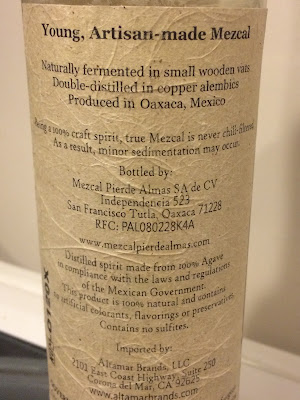 Young, Artisan-made Mezcal
Naturally fermented in small wooden vats
Double-distilled in copper alembics
Produced in Oaxaca, Mexico
Being a 100% craft spirit, true Mezcal is never chill-filtered.
As a result, minor sedimentation may occur.
Bottled by:
Mezcal Pierde Almas SA de CV
Independencia 523
San Francisco Tutla, Oaxaca 71228
RFC: PAL080228K4A
www.mezcalpierdealmas.com
Distilled spirit made from 100% Agave
in compliance with the laws and regulations
of the Mexican Government.
This product is 100% natural and contains
no artificial colorants, flavorings or preservatives.
Contains no sulfites.
Imported by:
Altamar Brands, LLC
2101 East Coast Highway, Suite 250
Corona del Mar, CA 92625
www.altamarbrands.com